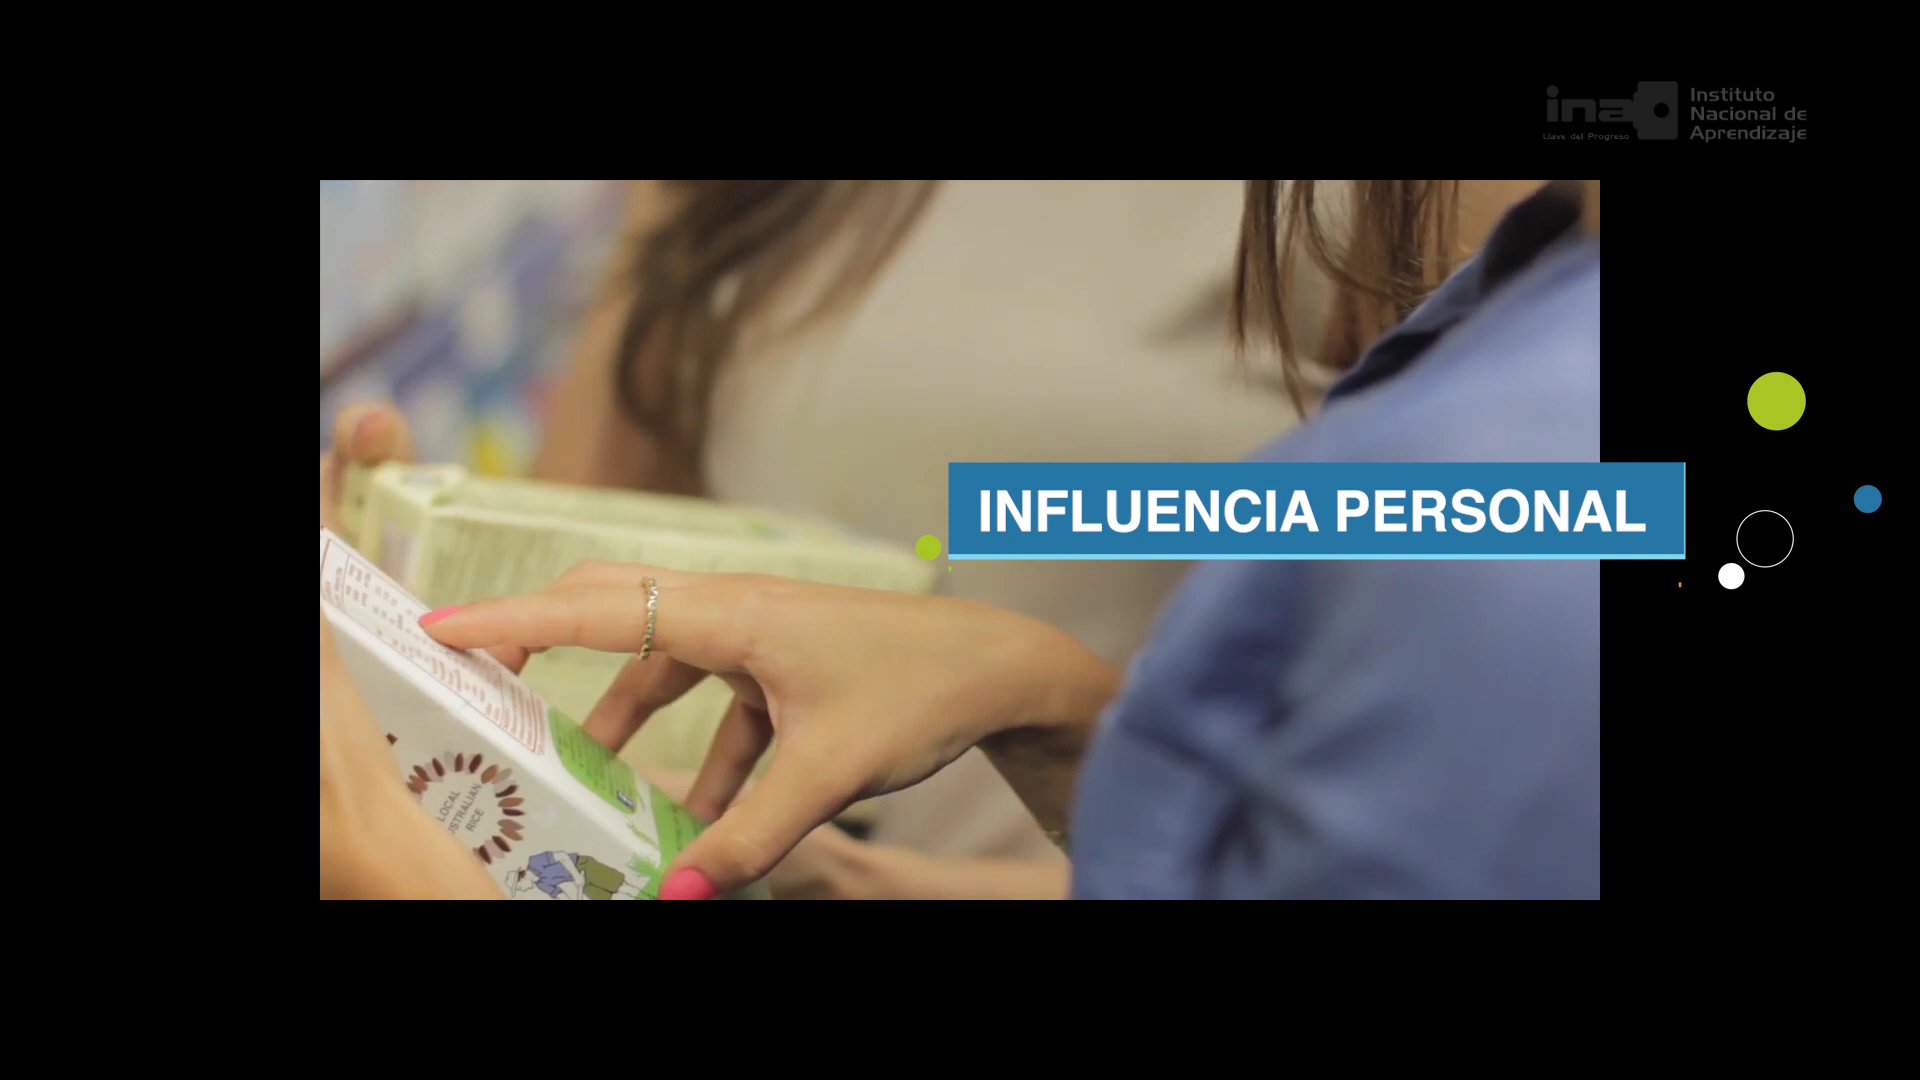 ina
Llave del Progreso
Instituto
Nacional de
Aprendizaje
INFLUENCIA PERSONAL
LOCAL
AUSTRALIAN
RICE